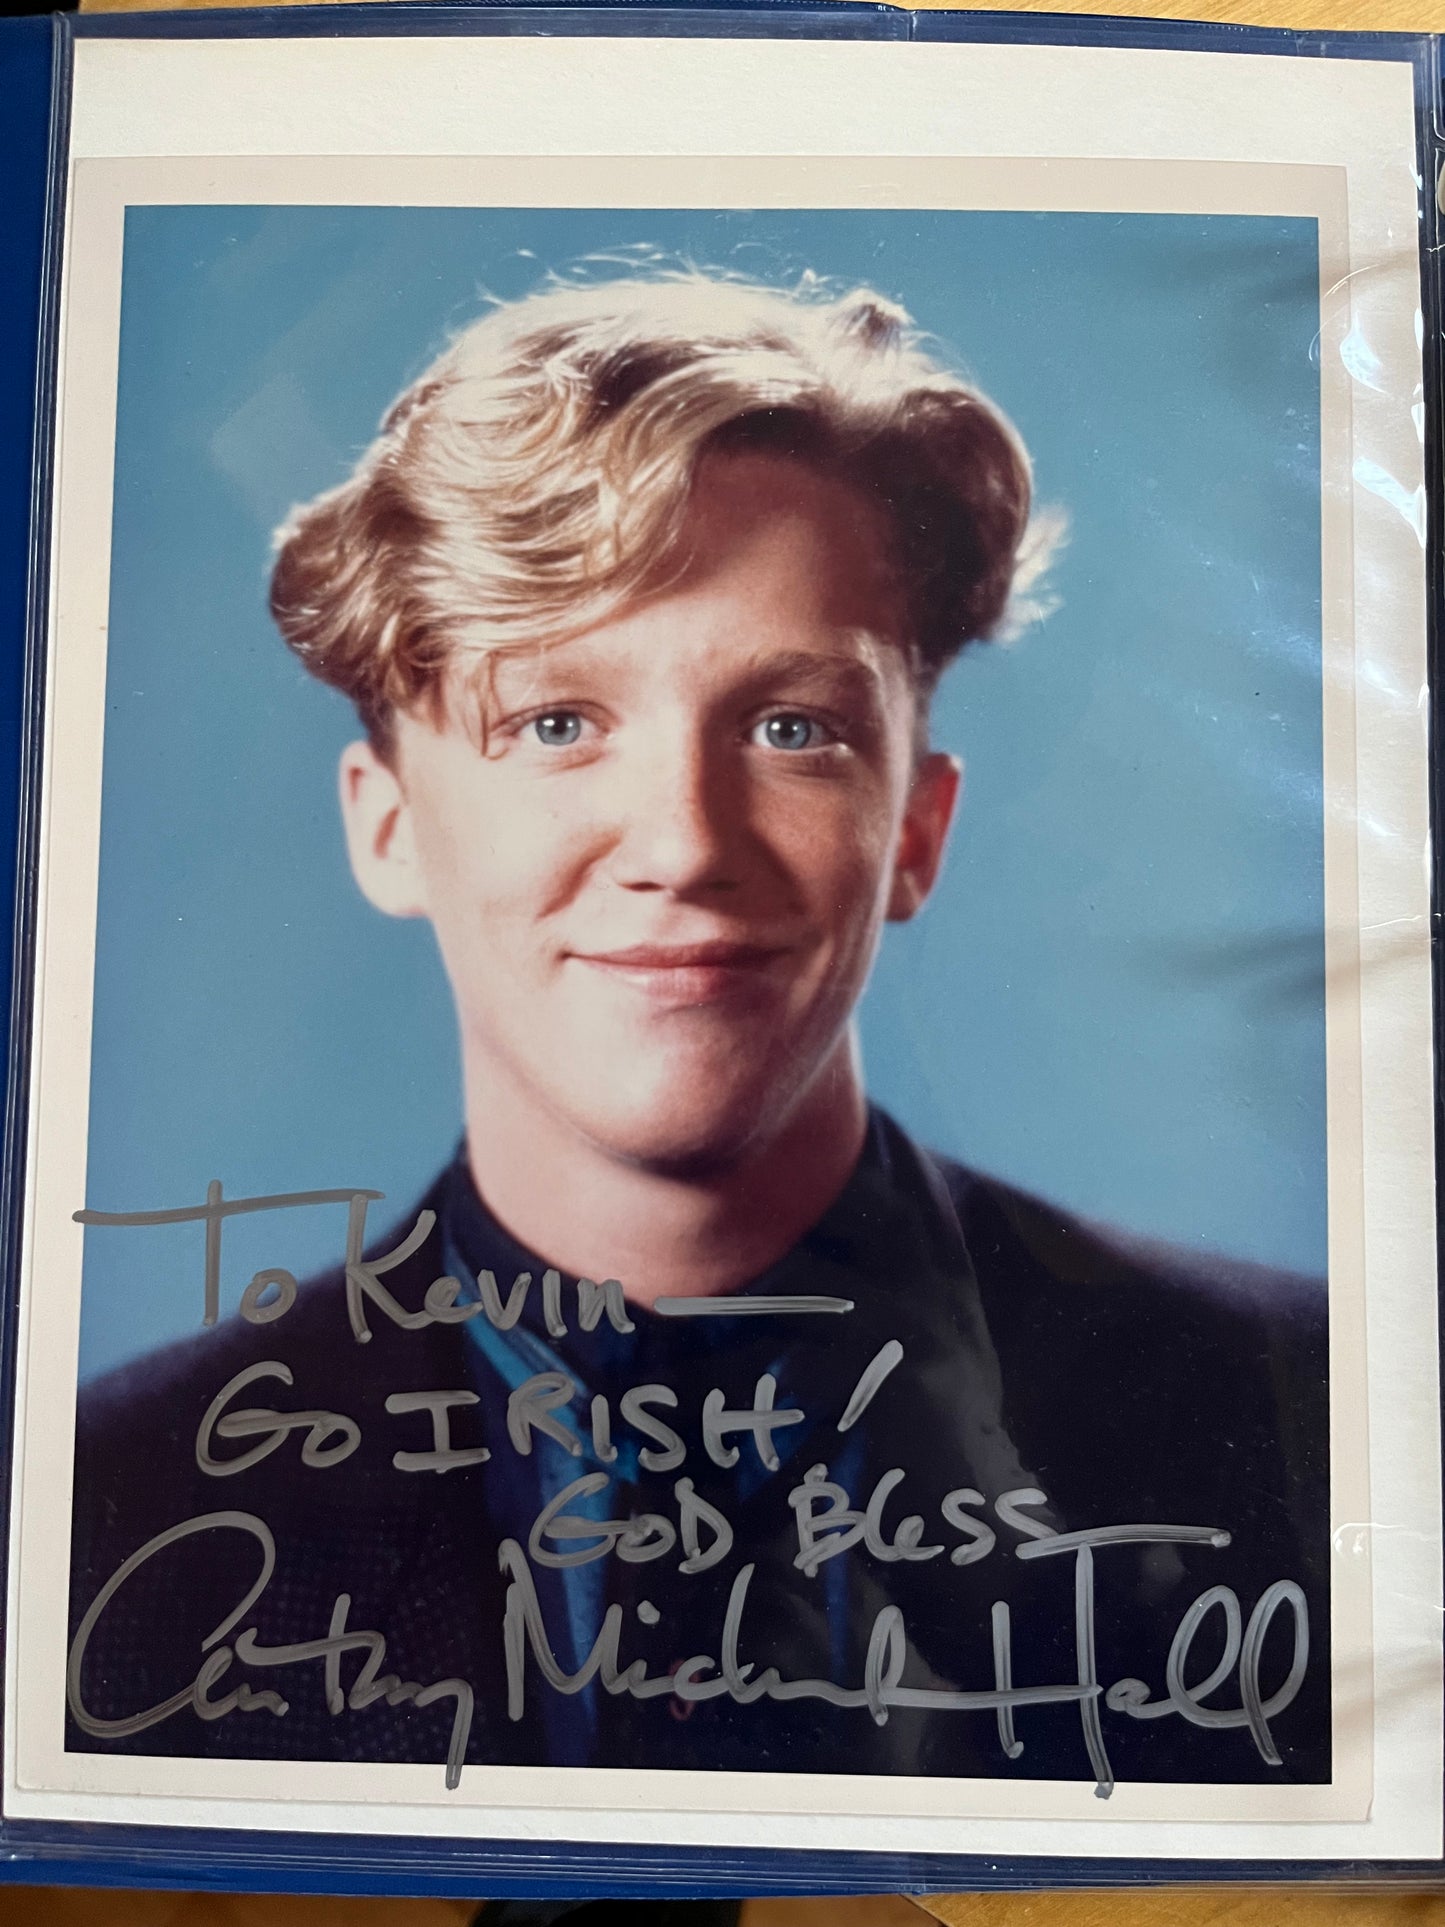 To Kevin —
GO IRISH!
GOD BLESS
Anthony Michael Hall